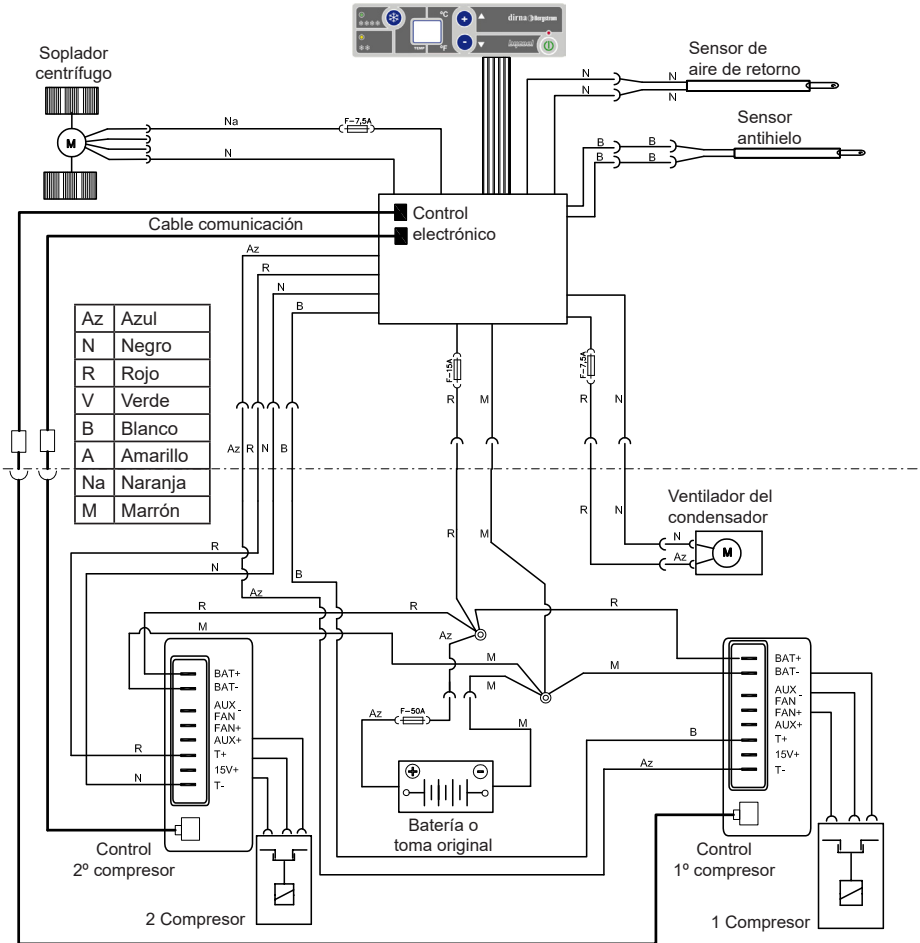 °C
°F
TEMP
dirna Bergstrom
Soplador
centrífugo
M
Na
F-7,5A
N
N
N
N
N
Sensor de
aire de retorno
B
B
B
B
Sensor
antihielo
Cable comunicación
Control
electrónico
Az
R
N
B
Az Azul
N Negro
R Rojo
V Verde
B Blanco
A Amarillo
Na Naranja
M Marrón
F-15A
F-7,5A
R
M
R
N
Az
R
N
B
R
M
R
N
Ventilador del
condensador
N
Az
M
R
N
B
Az
R
R
R
M
Az
M
M
M
Az
F-50A
M
+
-
Batería o
toma original
BAT+
BAT-
AUX -
FAN
FAN+
AUX+
T+
15V+
T-
R
N
Control
2º compresor
2 Compresor
B
Az
BAT+
BAT-
AUX -
FAN
FAN+
AUX+
T+
15V+
T-
Control
1º compresor
1 Compresor